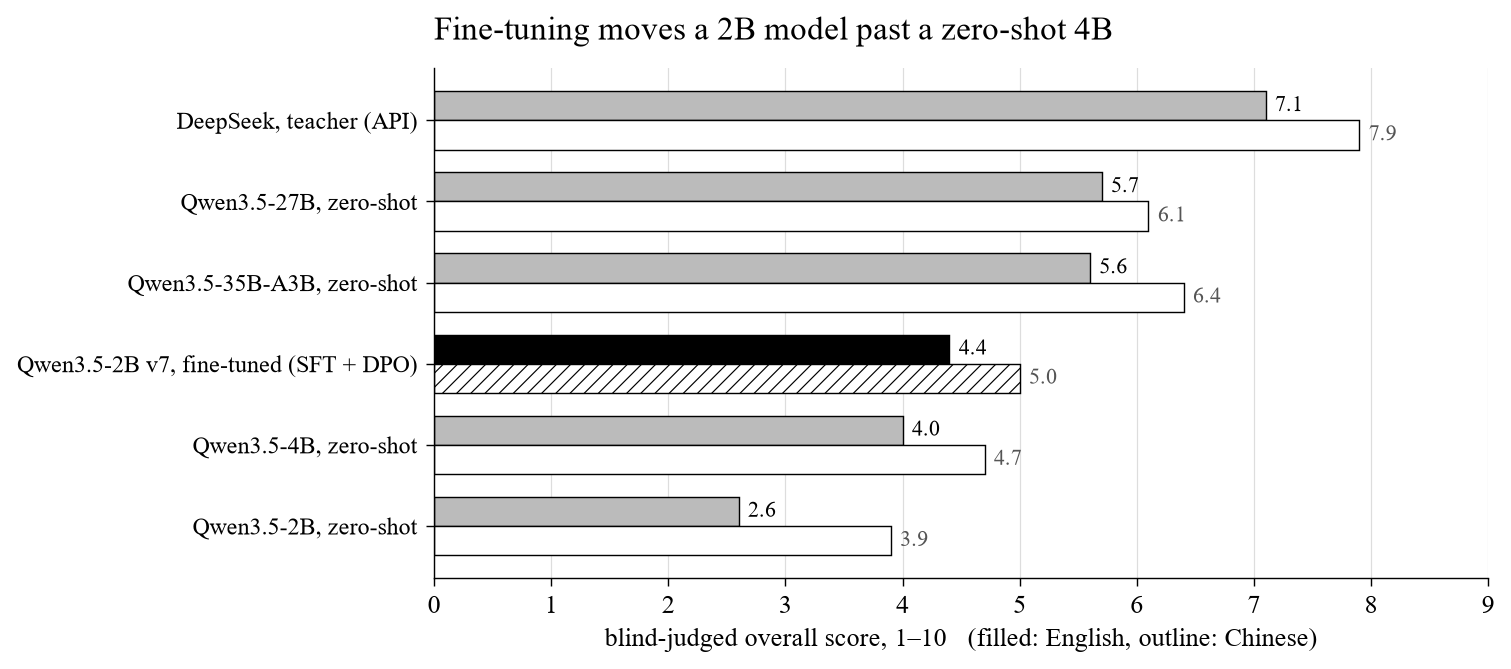 Fine-tuning moves a 2B model past a zero-shot 4B
DeepSeek, teacher (API)
7.1
7.9
Qwen3.5-27B, zero-shot
5.7
6.1
Qwen3.5-35B-A3B, zero-shot
5.6
6.4
Qwen3.5-2B v7, fine-tuned (SFT + DPO)
4.4
5.0
Qwen3.5-4B, zero-shot
4.0
4.7
Qwen3.5-2B, zero-shot
2.6
3.9
0 1 2 3 4 5 6 7 8 9
blind-judged overall score, 1–10 (filled: English, outline: Chinese)